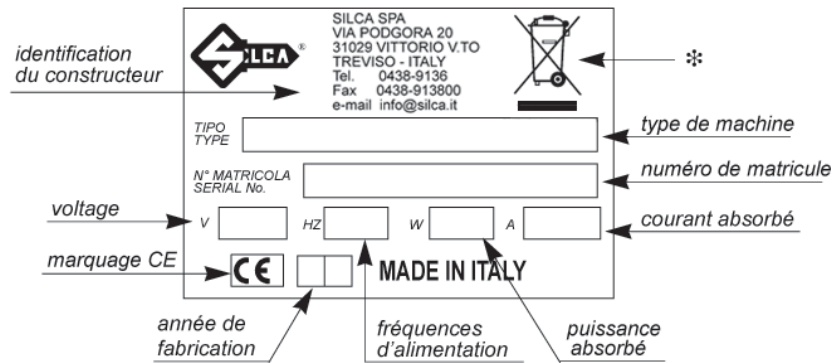 SILCA SPA
VIA PODGORA 20
31029 VITTORIO V.TO
TREVISO - ITALY
Tel. 0438-9136
Fax 0438-913800
e-mail info@silca.it
SILCA®
identification
du constructeur
*
TIPO
TYPE
type de machine
N° MATRICOLA
SERIAL No.
numéro de matricule
voltage
V
HZ
W
A
courant absorbé
marquage CE
CE
MADE IN ITALY
année de
fabrication
fréquences
d'alimentation
puissance
absorbé